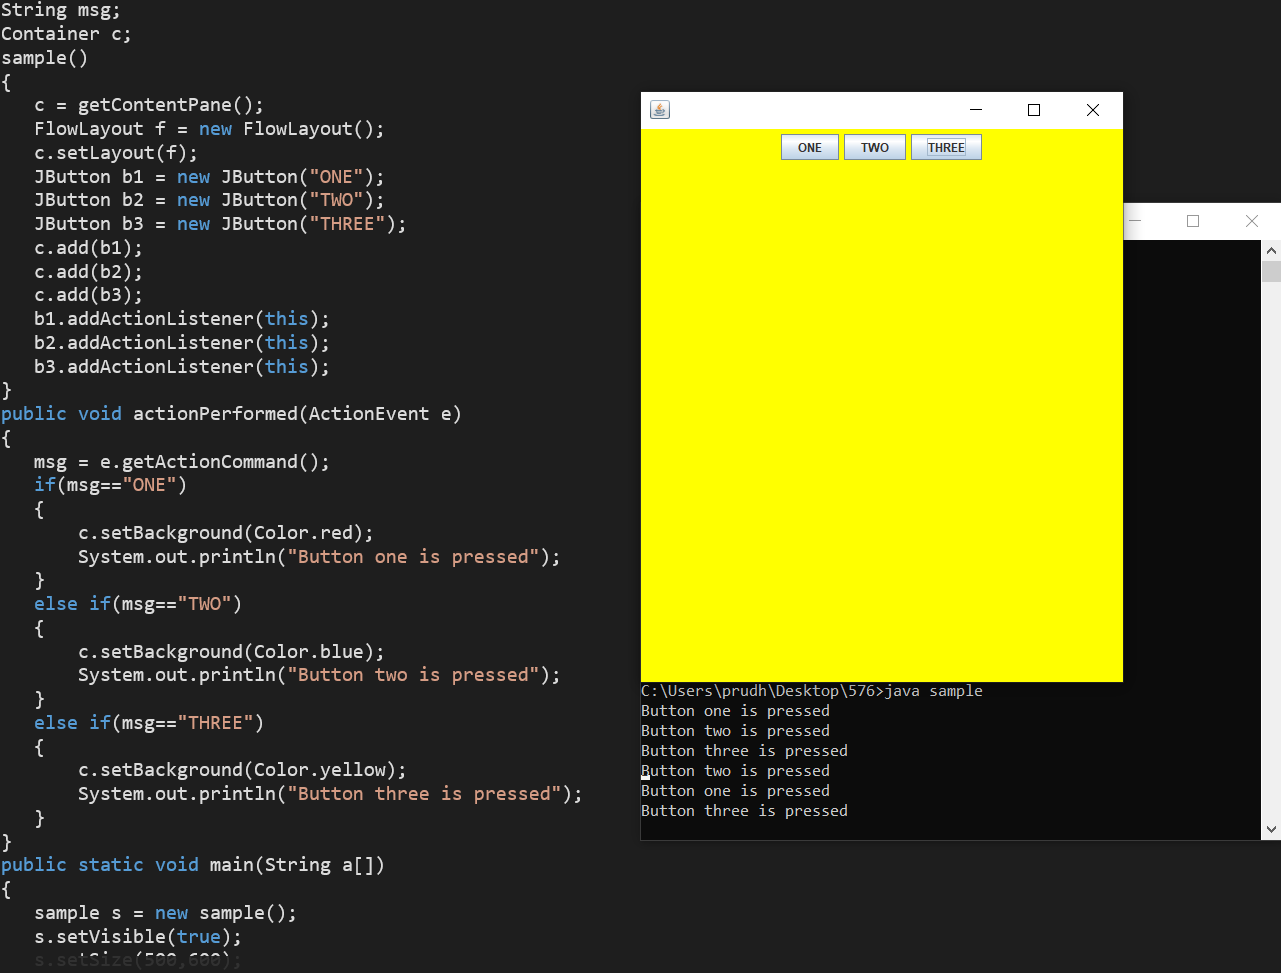 String msg;
Container c;
sample()
{
c = getContentPane();
FlowLayout f = new FlowLayout();
c.setLayout(f);
JButton b1 = new JButton("ONE");
JButton b2 = new JButton("TWO");
JButton b3 = new JButton("THREE");
c.add(b1);
c.add(b2);
c.add(b3);
b1.addActionListener(this);
b2.addActionListener(this);
b3.addActionListener(this);
}
public void actionPerformed(ActionEvent e)
{
msg = e.getActionCommand();
if(msg=="ONE")
{
c.setBackground(Color.red);
System.out.println("Button one is pressed");
}
else if(msg=="TWO")
{
c.setBackground(Color.blue);
System.out.println("Button two is pressed");
}
else if(msg=="THREE")
{
c.setBackground(Color.yellow);
System.out.println("Button three is pressed");
}
}
public static void main(String a[])
{
sample s = new sample();
s.setVisible(true);
s.setSize(500,600);
ONE TWO THREE
C:\Users\prudh\Desktop\576>java sample
Button one is pressed
Button two is pressed
Button three is pressed
Button two is pressed
Button one is pressed
Button three is pressed